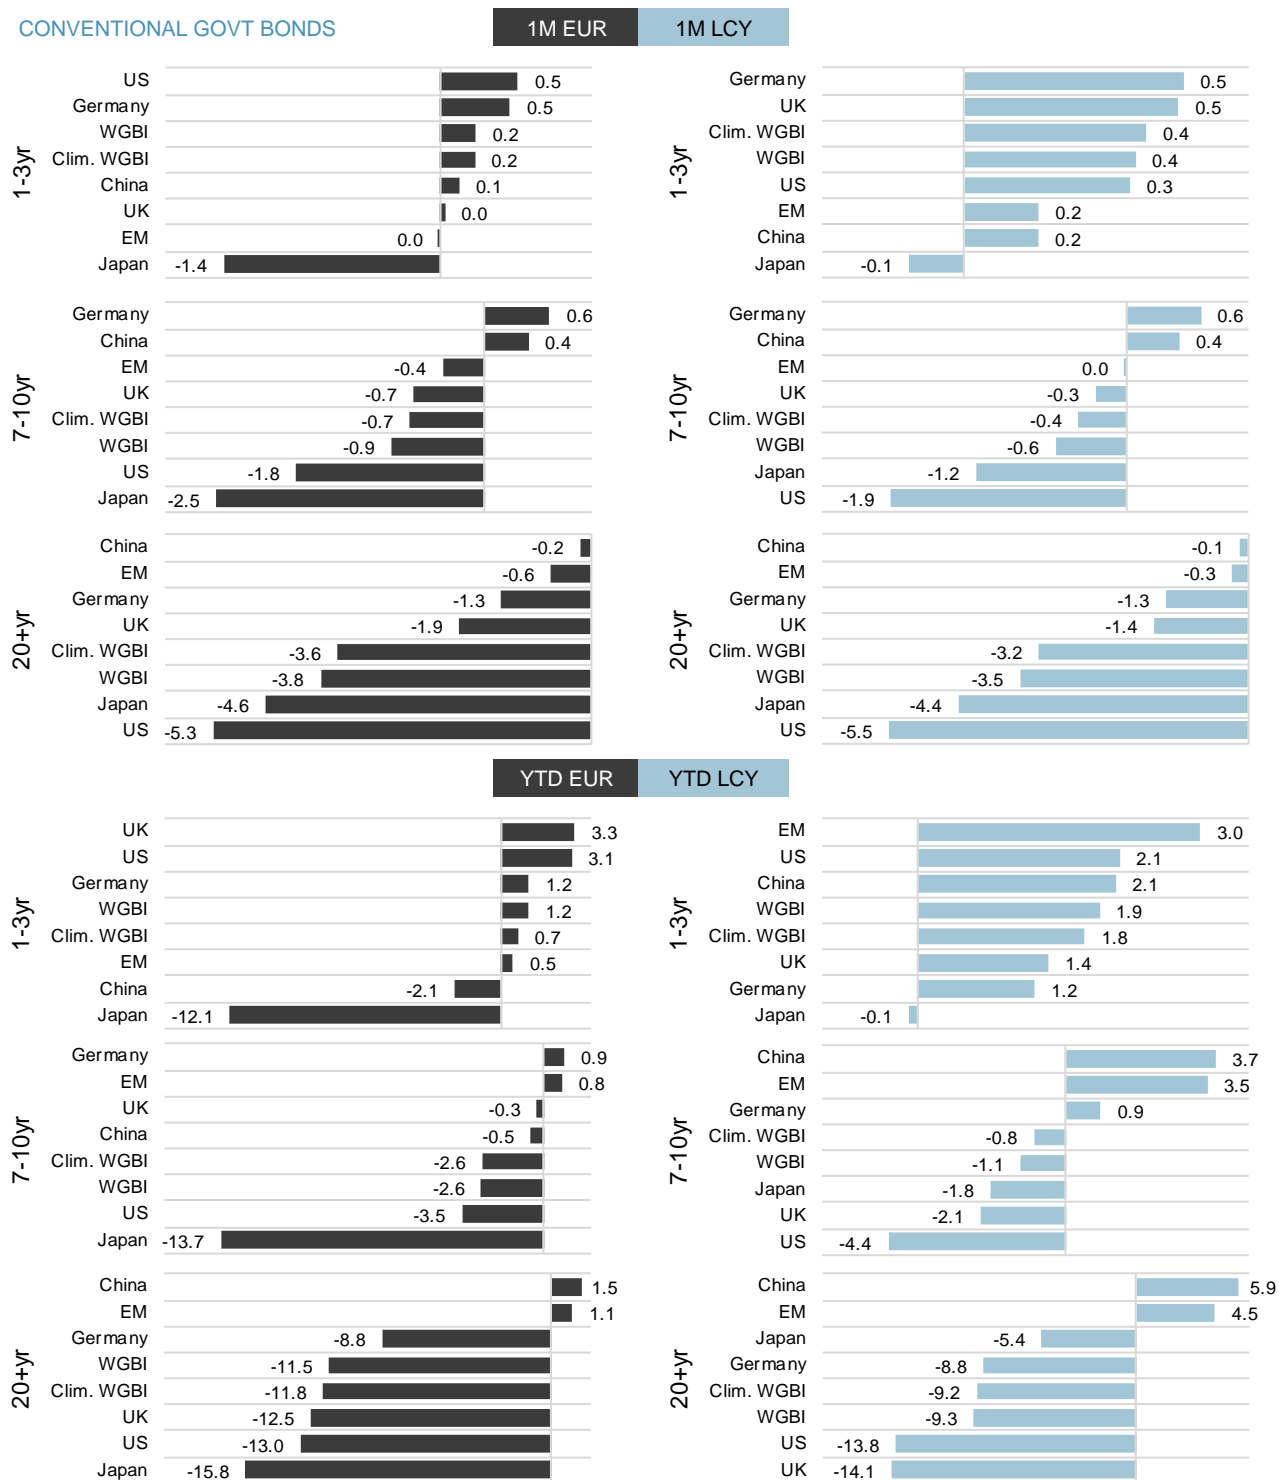 CONVENTIONAL GOVT BONDS
1M EUR 1M LCY
1-3yr
US 0.5
Germany 0.5
WGBI 0.2
Clim. WGBI 0.2
China 0.1
UK 0.0
EM 0.0
Japan -1.4
1-3yr
Germany 0.5
UK 0.5
Clim. WGBI 0.4
WGBI 0.4
US 0.3
EM 0.2
China 0.2
Japan -0.1
7-10yr
Germany 0.6
China 0.4
EM -0.4
UK -0.7
Clim. WGBI -0.7
WGBI -0.9
US -1.8
Japan -2.5
7-10yr
Germany 0.6
China 0.4
EM 0.0
UK -0.3
Clim. WGBI -0.4
WGBI -0.6
Japan -1.2
US -1.9
20+yr
China -0.2
EM -0.6
Germany -1.3
UK -1.9
Clim. WGBI -3.6
WGBI -3.8
Japan -4.6
US -5.3
20+yr
China -0.1
EM -0.3
Germany -1.3
UK -1.4
Clim. WGBI -3.2
WGBI -3.5
Japan -4.4
US -5.5
YTD EUR YTD LCY
1-3yr
UK 3.3
US 3.1
Germany 1.2
WGBI 1.2
Clim. WGBI 0.7
EM 0.5
China -2.1
Japan -12.1
1-3yr
EM 3.0
US 2.1
China 2.1
WGBI 1.9
Clim. WGBI 1.8
UK 1.4
Germany 1.2
Japan -0.1
7-10yr
Germany 0.9
EM 0.8
UK -0.3
China -0.5
Clim. WGBI -2.6
WGBI -2.6
US -3.5
Japan -13.7
7-10yr
China 3.7
EM 3.5
Germany 0.9
Clim. WGBI -0.8
WGBI -1.1
Japan -1.8
UK -2.1
US -4.4
20+yr
China 1.5
EM 1.1
Germany -8.8
WGBI -11.5
Clim. WGBI -11.8
UK -12.5
US -13.0
Japan -15.8
20+yr
China 5.9
EM 4.5
Japan -5.4
Germany -8.8
Clim. WGBI -9.2
WGBI -9.3
US -13.8
UK -14.1